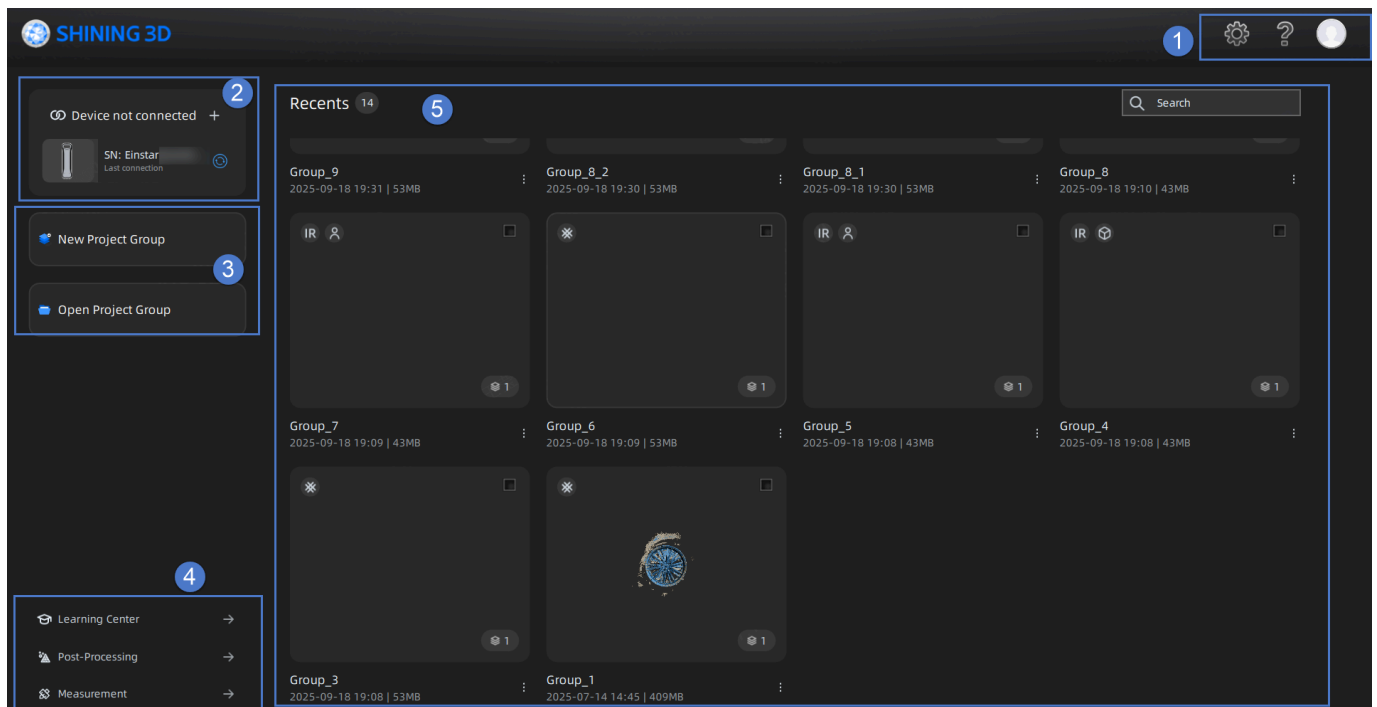 SHINING 3D
1
2
Device not connected +
SN: Einstar
Last connection
New Project Group
3
Open Project Group
4
Learning Center
Post-Processing
Measurement
Recents 14
5
Search
Group_9
2025-09-18 19:31 | 53MB
Group_8_2
2025-09-18 19:30 | 53MB
Group_8_1
2025-09-18 19:30 | 53MB
Group_8
2025-09-18 19:10 | 43MB
IR
IR
IR
1
1
1
1
Group_7
2025-09-18 19:09 | 43MB
Group_6
2025-09-18 19:09 | 53MB
Group_5
2025-09-18 19:08 | 43MB
Group_4
2025-09-18 19:08 | 43MB
1
1
Group_3
2025-09-18 19:08 | 53MB
Group_1
2025-07-14 14:45 | 409MB